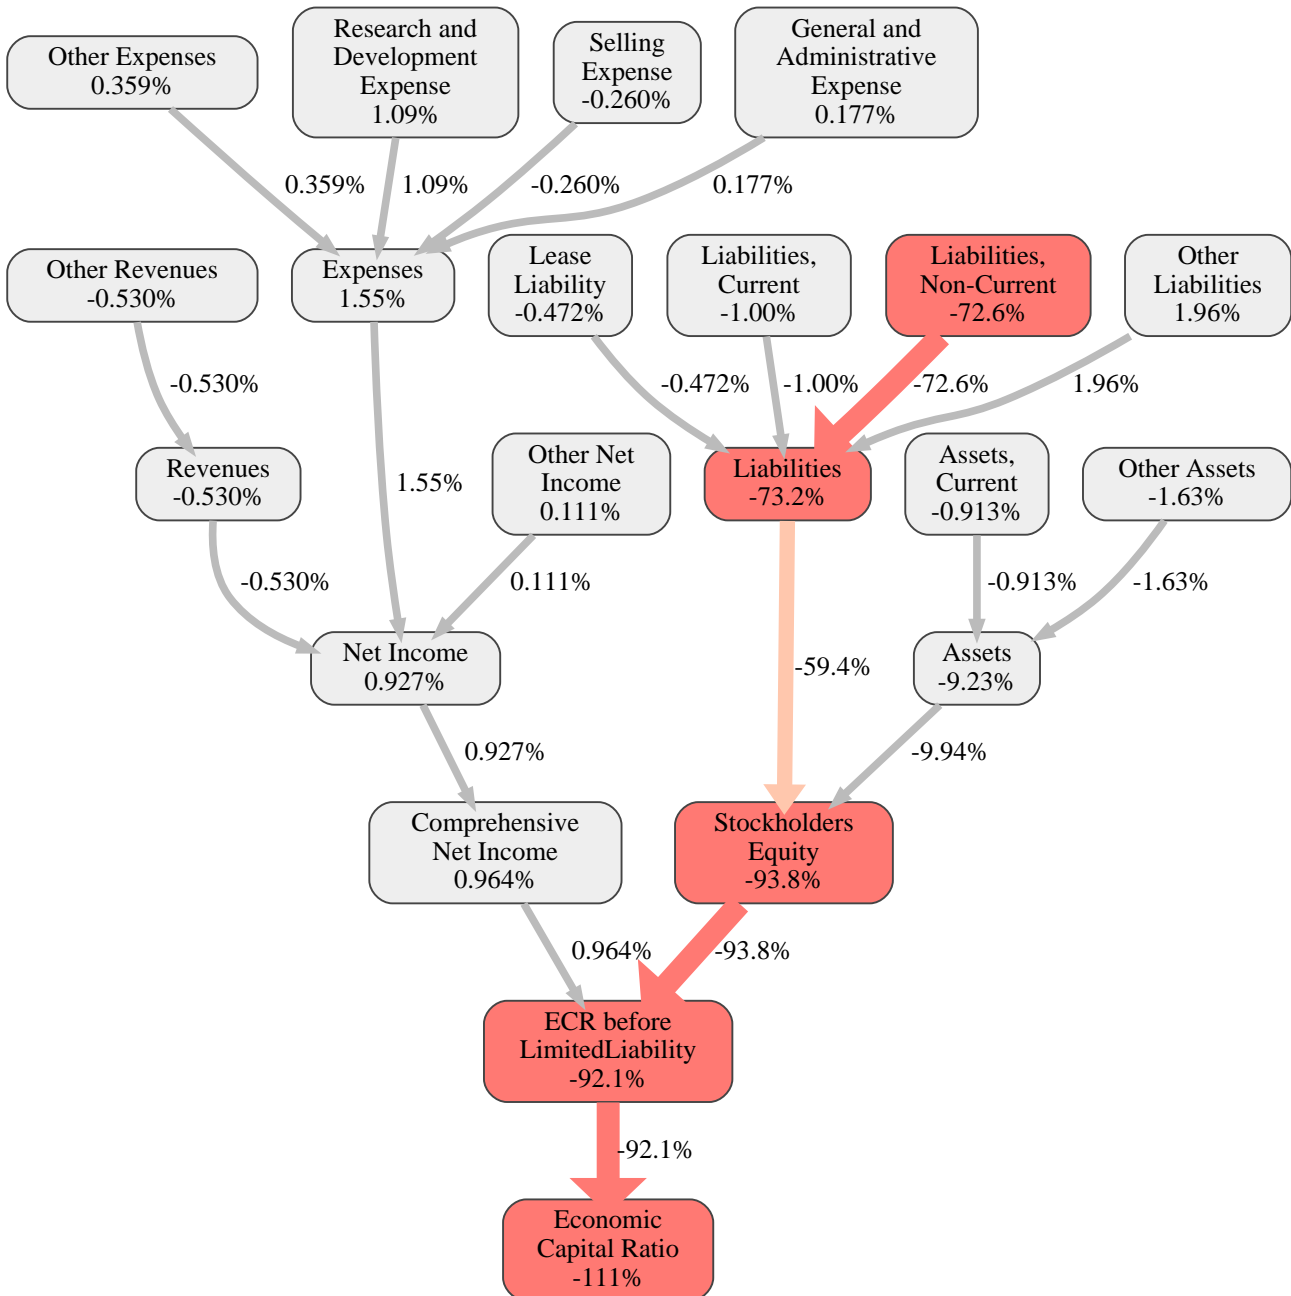 Other Expenses
0.359%
Research and
Development
Expense
1.09%
Selling
Expense
-0.260%
General and
Administrative
Expense
0.177%
0.359%
1.09%
-0.260%
0.177%
Other Revenues
-0.530%
Expenses
1.55%
Lease
Liability
-0.472%
Liabilities,
Current
-1.00%
Liabilities,
Non-Current
-72.6%
Other
Liabilities
1.96%
-0.530%
-0.472%
-1.00%
-72.6%
1.96%
Revenues
-0.530%
1.55%
Other Net
Income
0.111%
Liabilities
-73.2%
Assets,
Current
-0.913%
Other Assets
-1.63%
-0.530%
0.111%
-0.913%
-1.63%
Net Income
0.927%
-59.4%
Assets
-9.23%
0.927%
-9.94%
Comprehensive
Net Income
0.964%
Stockholders
Equity
-93.8%
0.964%
-93.8%
ECR before
LimitedLiability
-92.1%
-92.1%
Economic
Capital Ratio
-111%